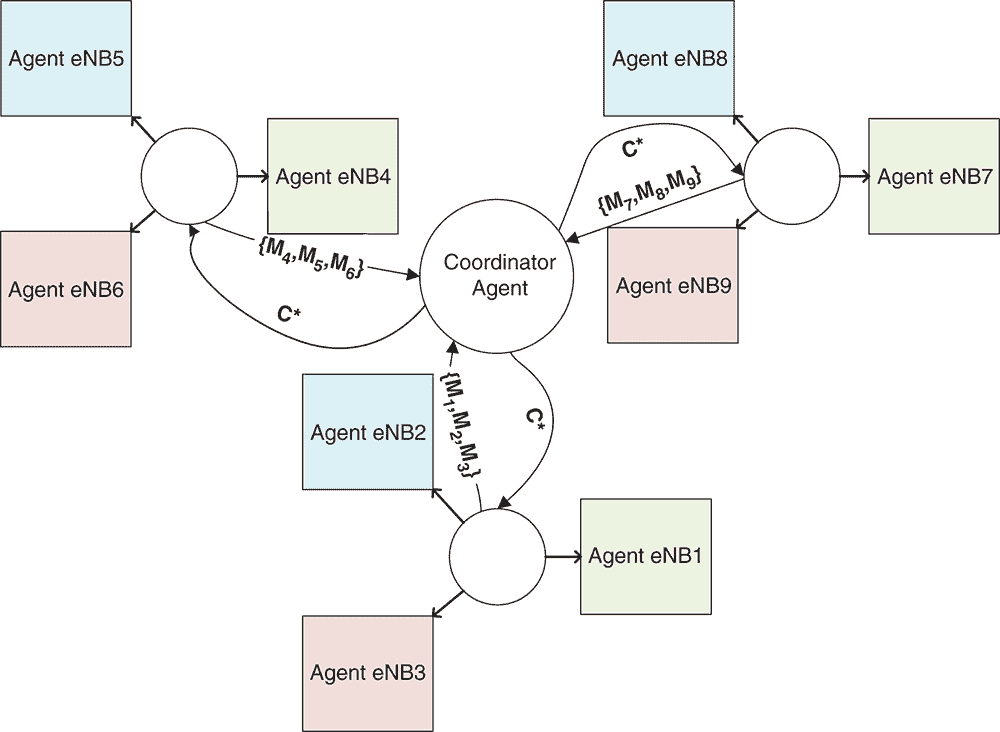 Agent eNB5
Agent eNB8
Agent eNB4
C*
{M7,M8,M9}
Agent eNB7
{M4,M5,M6}
Coordinator
Agent
Agent eNB6
Agent eNB9
C*
{M1,M2,M3}
C*
Agent eNB2
Agent eNB1
Agent eNB3